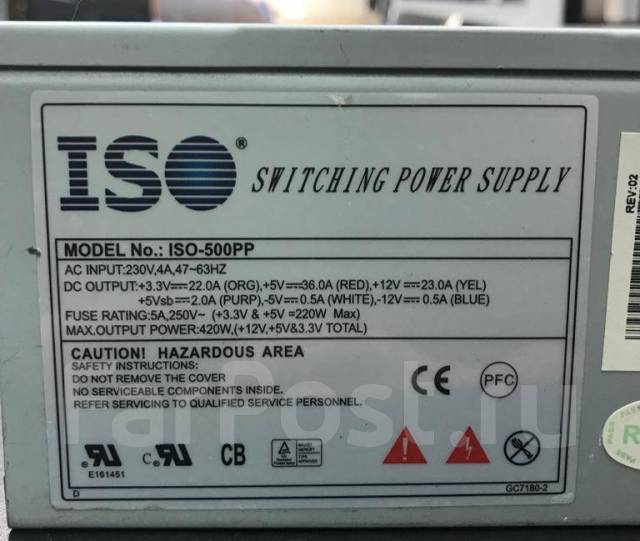 ISO®
SWITCHING POWER SUPPLY
MODEL No.: ISO-500PP
AC INPUT:230V,4A,47~63HZ
DC OUTPUT:+3.3V⎓22.0A (ORG),+5V⎓36.0A (RED),+12V⎓23.0A (YEL)
+5Vsb⎓2.0A (PURP),-5V⎓0.5A (WHITE),-12V⎓0.5A (BLUE)
FUSE RATING:5A,250V~ (+3.3V & +5V =220W Max)
MAX.OUTPUT POWER:420W,(+12V,+5V&3.3V TOTAL)
CAUTION! HAZARDOUS AREA
SAFETY INSTRUCTIONS:
DO NOT REMOVE THE COVER
NO SERVICEABLE COMPONENTS INSIDE.
REFER SERVICING TO QUALIFIED SERVICE PERSONNEL.
CE
PFC
E161451
CB
D
GC7180-2
REV:02
PASS
R
FarPost.ru